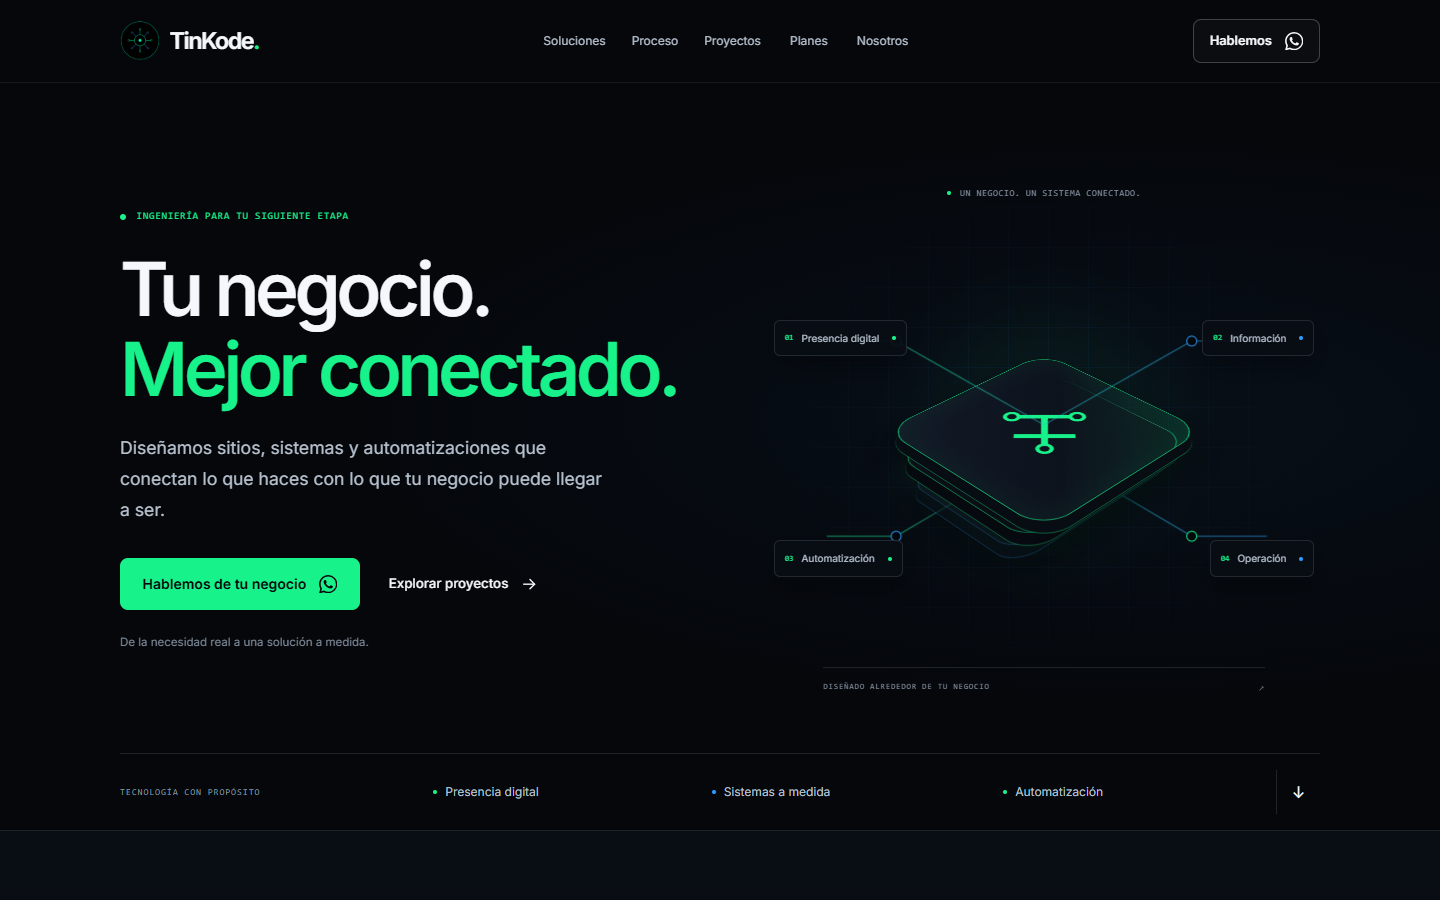 TinKode.
Soluciones
Proceso
Proyectos
Planes
Nosotros
Hablemos
INGENIERÍA PARA TU SIGUIENTE ETAPA
Tu negocio.
Mejor conectado.
Diseñamos sitios, sistemas y automatizaciones que
conectan lo que haces con lo que tu negocio puede llegar
a ser.
Hablemos de tu negocio
Explorar proyectos
De la necesidad real a una solución a medida.
UN NEGOCIO. UN SISTEMA CONECTADO.
01 Presencia digital
02 Información
03 Automatización
04 Operación
DISEÑADO ALREDEDOR DE TU NEGOCIO
TECNOLOGÍA CON PROPÓSITO
Presencia digital
Sistemas a medida
Automatización